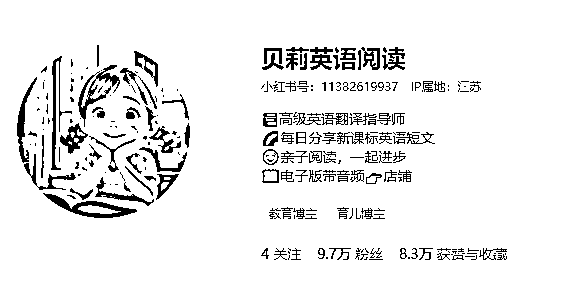 贝莉英语阅读
小红书号：11382619937 IP属地：江苏
高级英语翻译指导师
每日分享新课标英语短文
亲子阅读，一起进步
电子版带音频👉店铺
教育博主 育儿博主
4 关注 9.7万 粉丝 8.3万 获赞与收藏